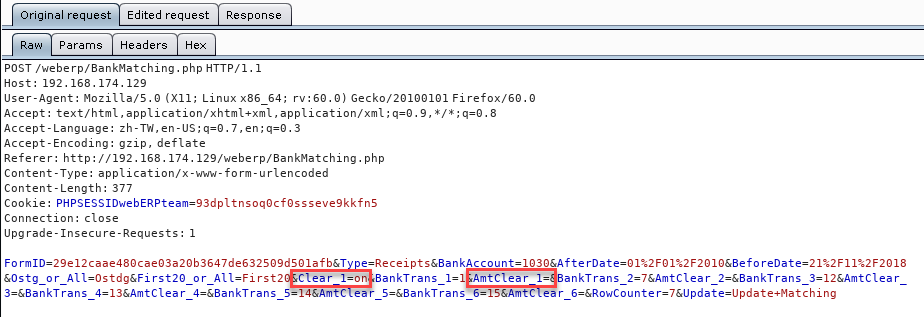 Original request Edited request Response
Raw Params Headers Hex
POST /weberp/BankMatching.php HTTP/1.1
Host: 192.168.174.129
User-Agent: Mozilla/5.0 (X11; Linux x86_64; rv:60.0) Gecko/20100101 Firefox/60.0
Accept: text/html,application/xhtml+xml,application/xml;q=0.9,*/*;q=0.8
Accept-Language: zh-TW,en-US;q=0.7,en;q=0.3
Accept-Encoding: gzip, deflate
Referer: http://192.168.174.129/weberp/BankMatching.php
Content-Type: application/x-www-form-urlencoded
Content-Length: 377
Cookie: PHPSESSIDwebERPteam=93dpltnsoq0cf0ssseve9kkfn5
Connection: close
Upgrade-Insecure-Requests: 1
FormID=29e12caae480cae03a20b3647de632509d501afb&Type=Receipts&BankAccount=1030&AfterDate=01%2F01%2F2010&BeforeDate=21%2F11%2F2018
&Ostg_or_All=Ostdg&First20_or_All=First20&Clear_1=on&BankTrans_1=1&AmtClear_1=&BankTrans_2=7&AmtClear_2=&BankTrans_3=12&AmtClear_
3=&BankTrans_4=13&AmtClear_4=&BankTrans_5=14&AmtClear_5=&BankTrans_6=15&AmtClear_6=&RowCounter=7&Update=Update+Matching